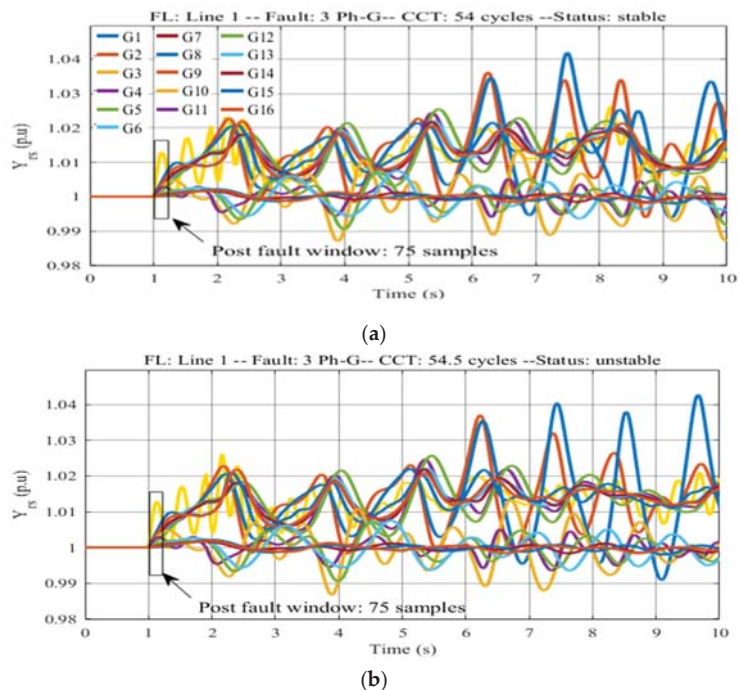 FL: Line 1 -- Fault: 3 Ph-G-- CCT: 54 cycles --Status: stable
G1 G7 G12
G2 G8 G13
G3 G9 G14
G4 G10 G15
G5 G11 G16
G6
1.04
1.03
1.02
1.01
1
0.99
0.98
Y_rs (p.u)
Post fault window: 75 samples
0 1 2 3 4 5 6 7 8 9 10
Time (s)
(a)
FL: Line 1 -- Fault: 3 Ph-G-- CCT: 54.5 cycles --Status: unstable
1.04
1.03
1.02
1.01
1
0.99
0.98
Y_rs (p.u)
Post fault window: 75 samples
0 1 2 3 4 5 6 7 8 9 10
Time (s)
(b)